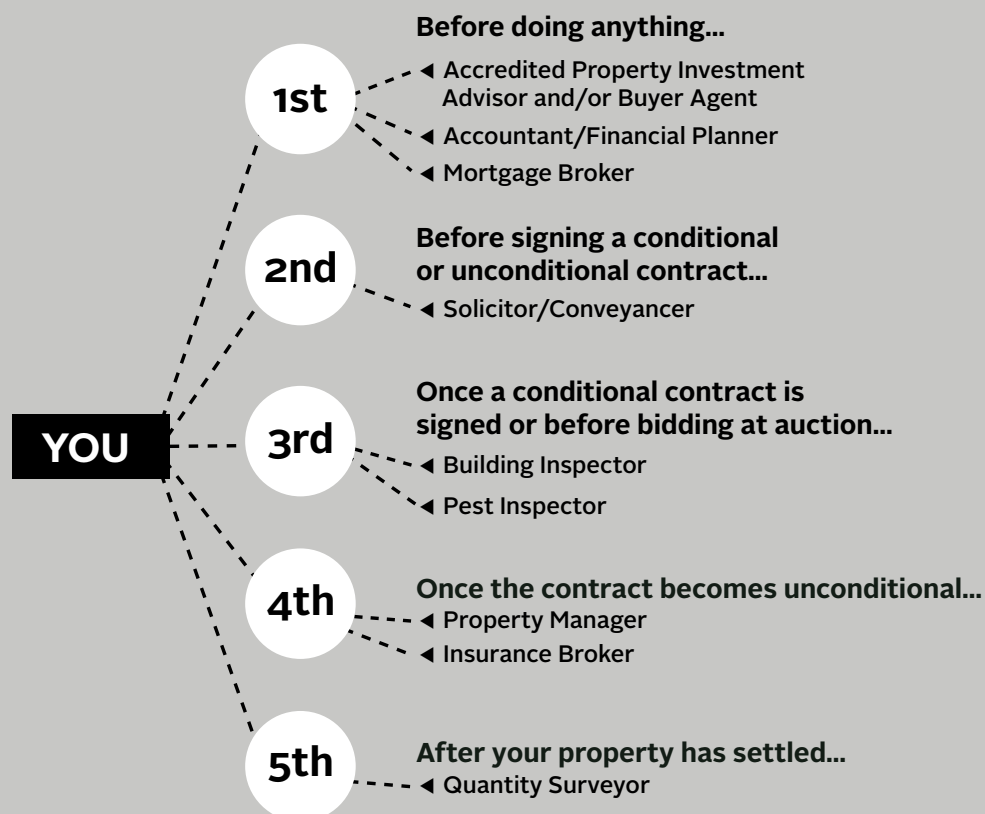 Before doing anything...
1st
◄ Accredited Property Investment
Advisor and/or Buyer Agent
◄ Accountant/Financial Planner
◄ Mortgage Broker
Before signing a conditional
or unconditional contract...
2nd
◄ Solicitor/Conveyancer
Once a conditional contract is
signed or before bidding at auction...
YOU
3rd
◄ Building Inspector
◄ Pest Inspector
Once the contract becomes unconditional...
4th
◄ Property Manager
◄ Insurance Broker
After your property has settled...
5th
◄ Quantity Surveyor